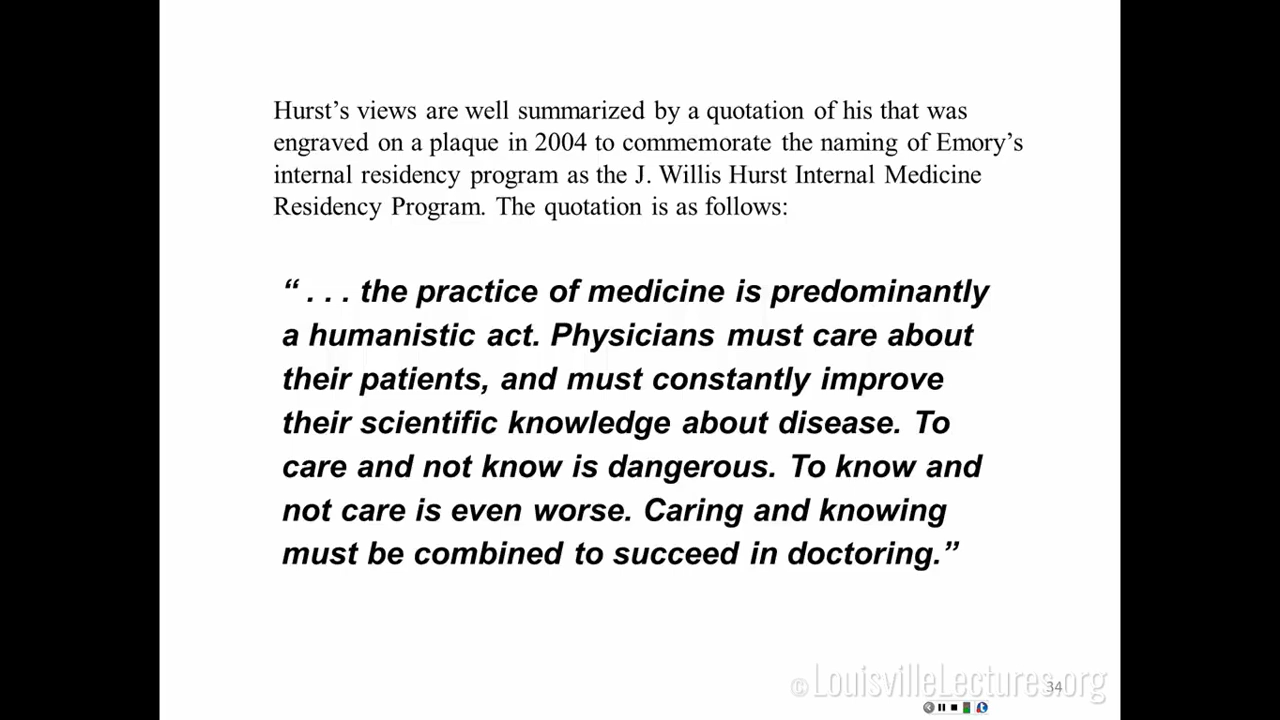 Hurst’s views are well summarized by a quotation of his that was
engraved on a plaque in 2004 to commemorate the naming of Emory’s
internal residency program as the J. Willis Hurst Internal Medicine
Residency Program. The quotation is as follows:
“ . . . the practice of medicine is predominantly
a humanistic act. Physicians must care about
their patients, and must constantly improve
their scientific knowledge about disease. To
care and not know is dangerous. To know and
not care is even worse. Caring and knowing
must be combined to succeed in doctoring.”
© LouisvilleLectures.org
34